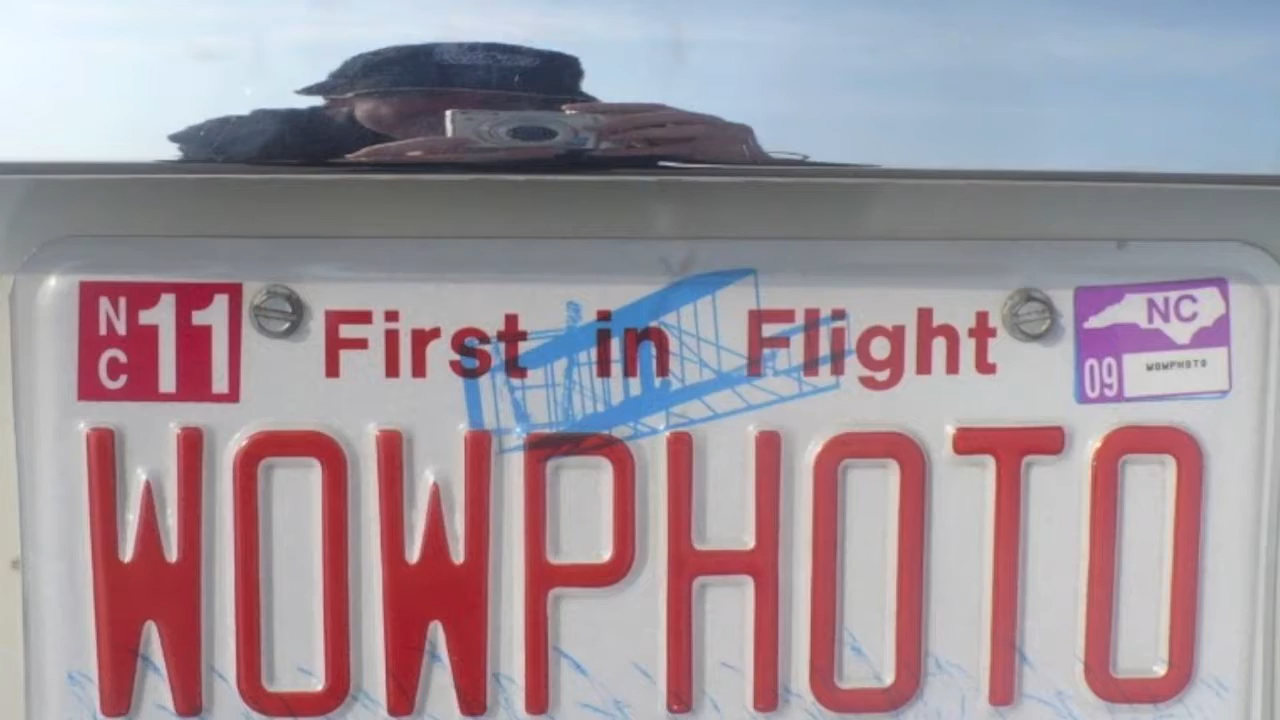 NC 11
First in Flight
NC
09 WOWPHOTO
WOWPHOTO